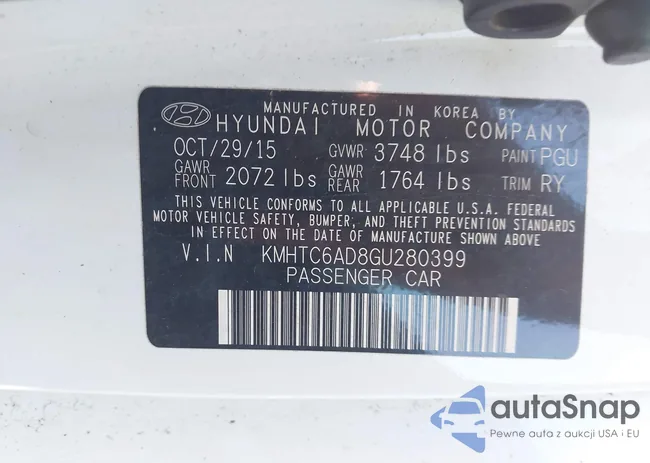 MANUFACTURED IN KOREA BY
HYUNDAI MOTOR COMPANY
OCT/29/15 GVWR 3748 lbs PAINT PGU
GAWR FRONT 2072 lbs GAWR REAR 1764 lbs TRIM RY
THIS VEHICLE CONFORMS TO ALL APPLICABLE U.S.A. FEDERAL
MOTOR VEHICLE SAFETY, BUMPER, AND THEFT PREVENTION STANDARDS
IN EFFECT ON THE DATE OF MANUFACTURE SHOWN ABOVE
V.I.N KMHTC6AD8GU280399
PASSENGER CAR
autaSnap
Pewne auta z aukcji USA i EU